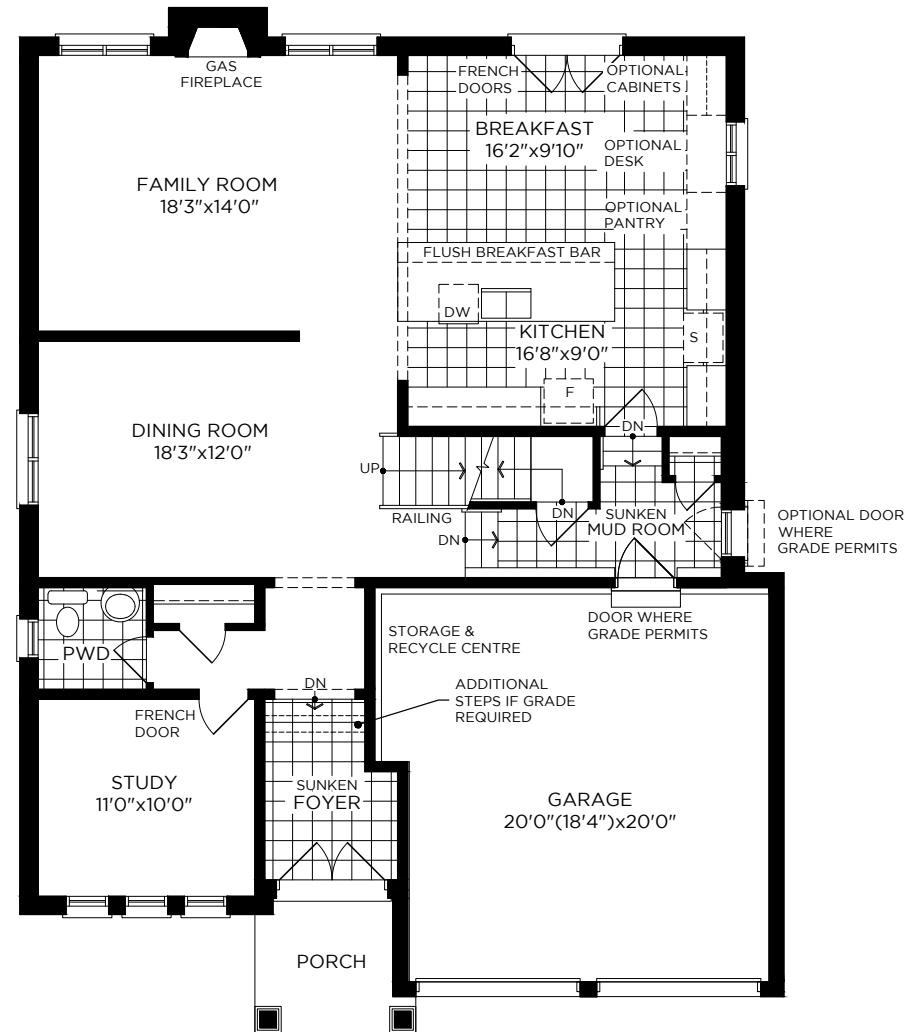 GAS
FIREPLACE
FRENCH
DOORS
OPTIONAL
CABINETS
BREAKFAST
16'2"x9'10"
OPTIONAL
DESK
FAMILY ROOM
18'3"x14'0"
OPTIONAL
PANTRY
FLUSH BREAKFAST BAR
DW
KITCHEN
16'8"x9'0"
S
F
DINING ROOM
18'3"x12'0"
DN
UP
RAILING
DN
SUNKEN
MUD ROOM
DN
OPTIONAL DOOR
WHERE
GRADE PERMITS
DOOR WHERE
GRADE PERMITS
STORAGE &
RECYCLE CENTRE
PWD
DN
ADDITIONAL
STEPS IF GRADE
REQUIRED
FRENCH
DOOR
STUDY
11'0"x10'0"
SUNKEN
FOYER
GARAGE
20'0"(18'4")x20'0"
PORCH